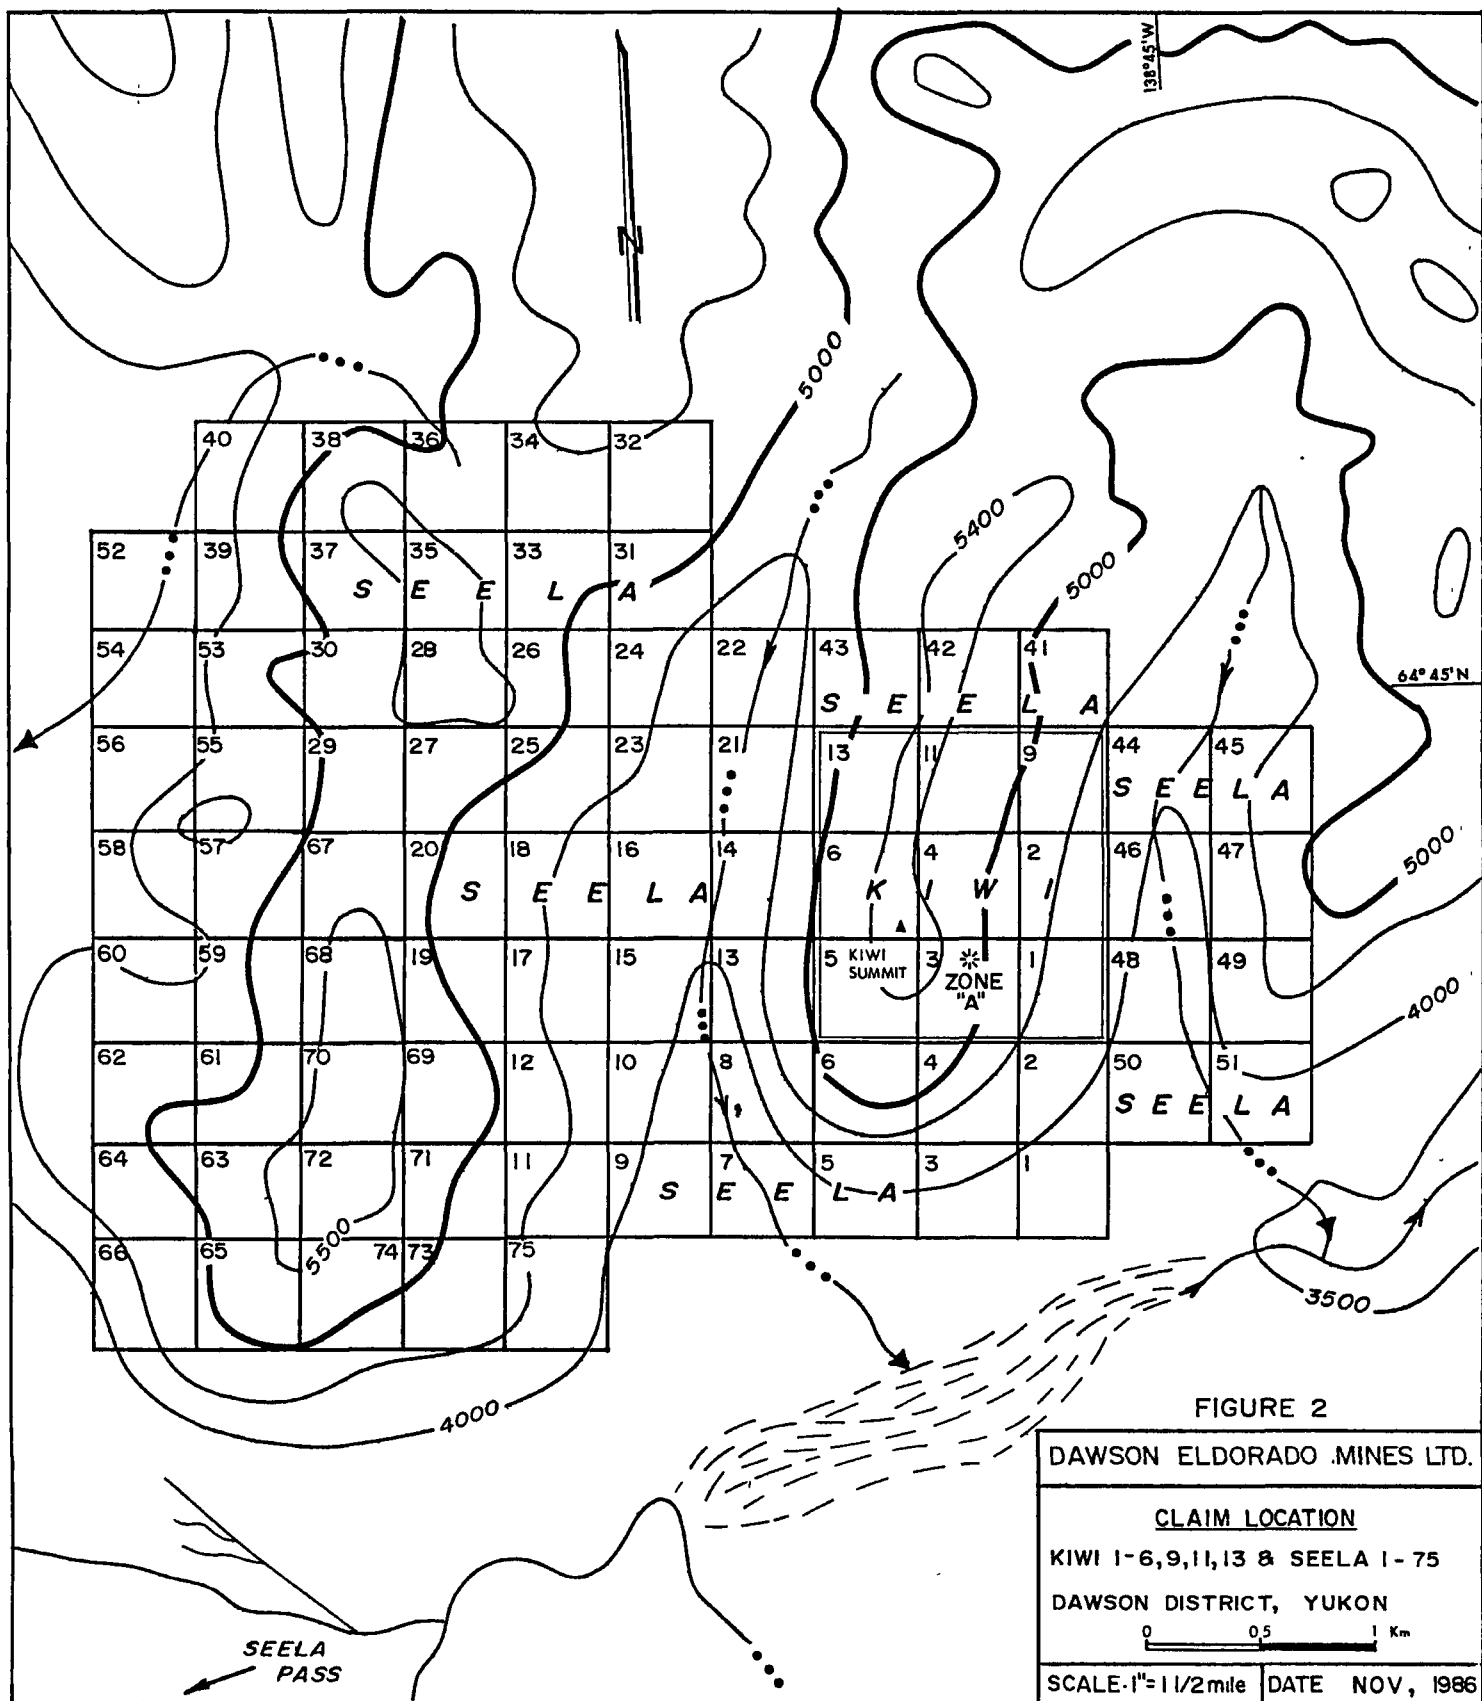 138°45'W
N
5000
40 38 36 34 32
5400
52 39 37 35 33 31
5000
S E E L A
54 53 30 28 26 24 22 43 42 41
64°45'N
S E E L A
56 55 29 27 25 23 21 13 11 9 44 45
S E E L A
58 57 67 20 18 16 14 6 4 2 46 47
5000
S E E L A
K I W I
60 59 68 19 17 15 13 5 3 1 48 49
KIWI
SUMMIT
ZONE
"A"
4000
62 61 70 69 12 10 8 6 4 2 50 51
S E E L A
64 63 72 71 11 9 7 5 3 1
S E E L A
66 65 5500 74 73 75
3500
4000
FIGURE 2
DAWSON ELDORADO MINES LTD.
CLAIM LOCATION
KIWI 1-6,9,11,13 & SEELA 1-75
DAWSON DISTRICT, YUKON
0 0.5 1 Km
SCALE-1"=1 1/2 mile DATE NOV, 1986
SEELA
PASS